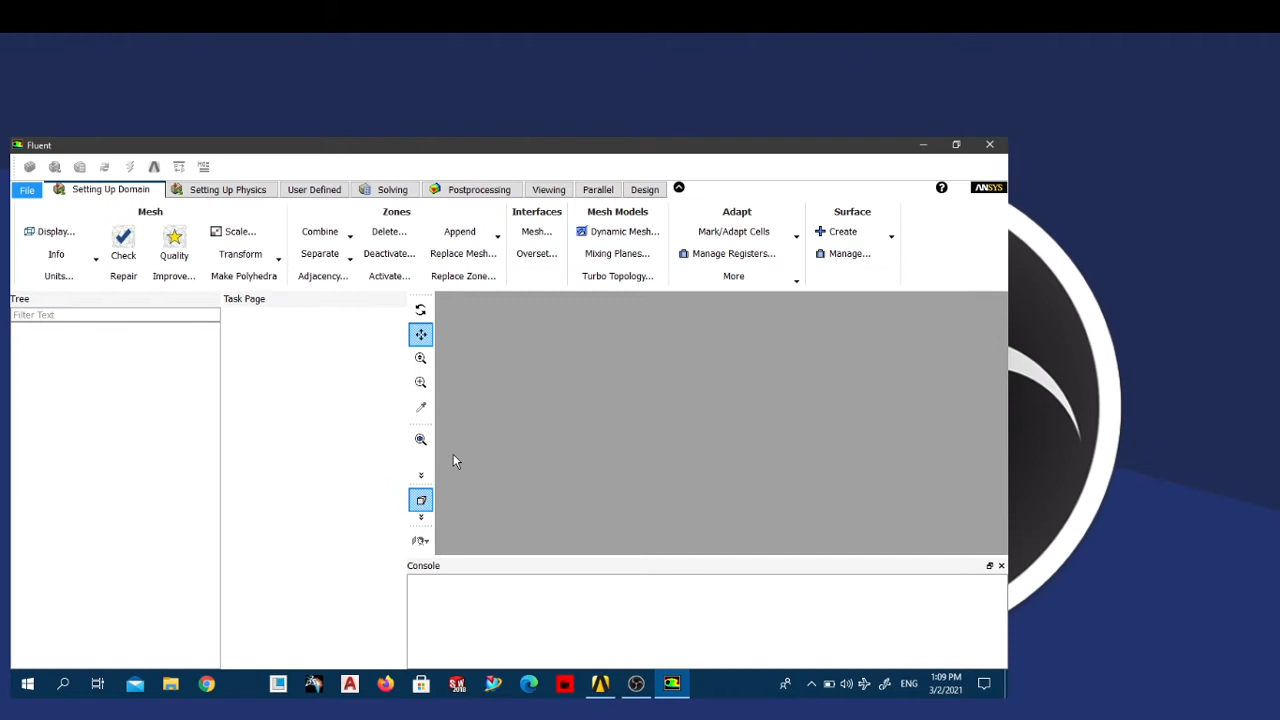 Fluent
File Setting Up Domain Setting Up Physics User Defined Solving Postprocessing Viewing Parallel Design ANSYS
Mesh Zones Interfaces Mesh Models Adapt Surface
Display... Scale... Combine Delete... Append Mesh... Dynamic Mesh... Mark/Adapt Cells Create
Info Check Quality Transform Separate Deactivate... Replace Mesh... Overset... Mixing Planes... Manage Registers... Manage...
Units... Repair Improve... Make Polyhedra Adjacency... Activate... Replace Zone... Turbo Topology... More
Tree Task Page
Filter Text
Console
ENG 1:09 PM
3/2/2021